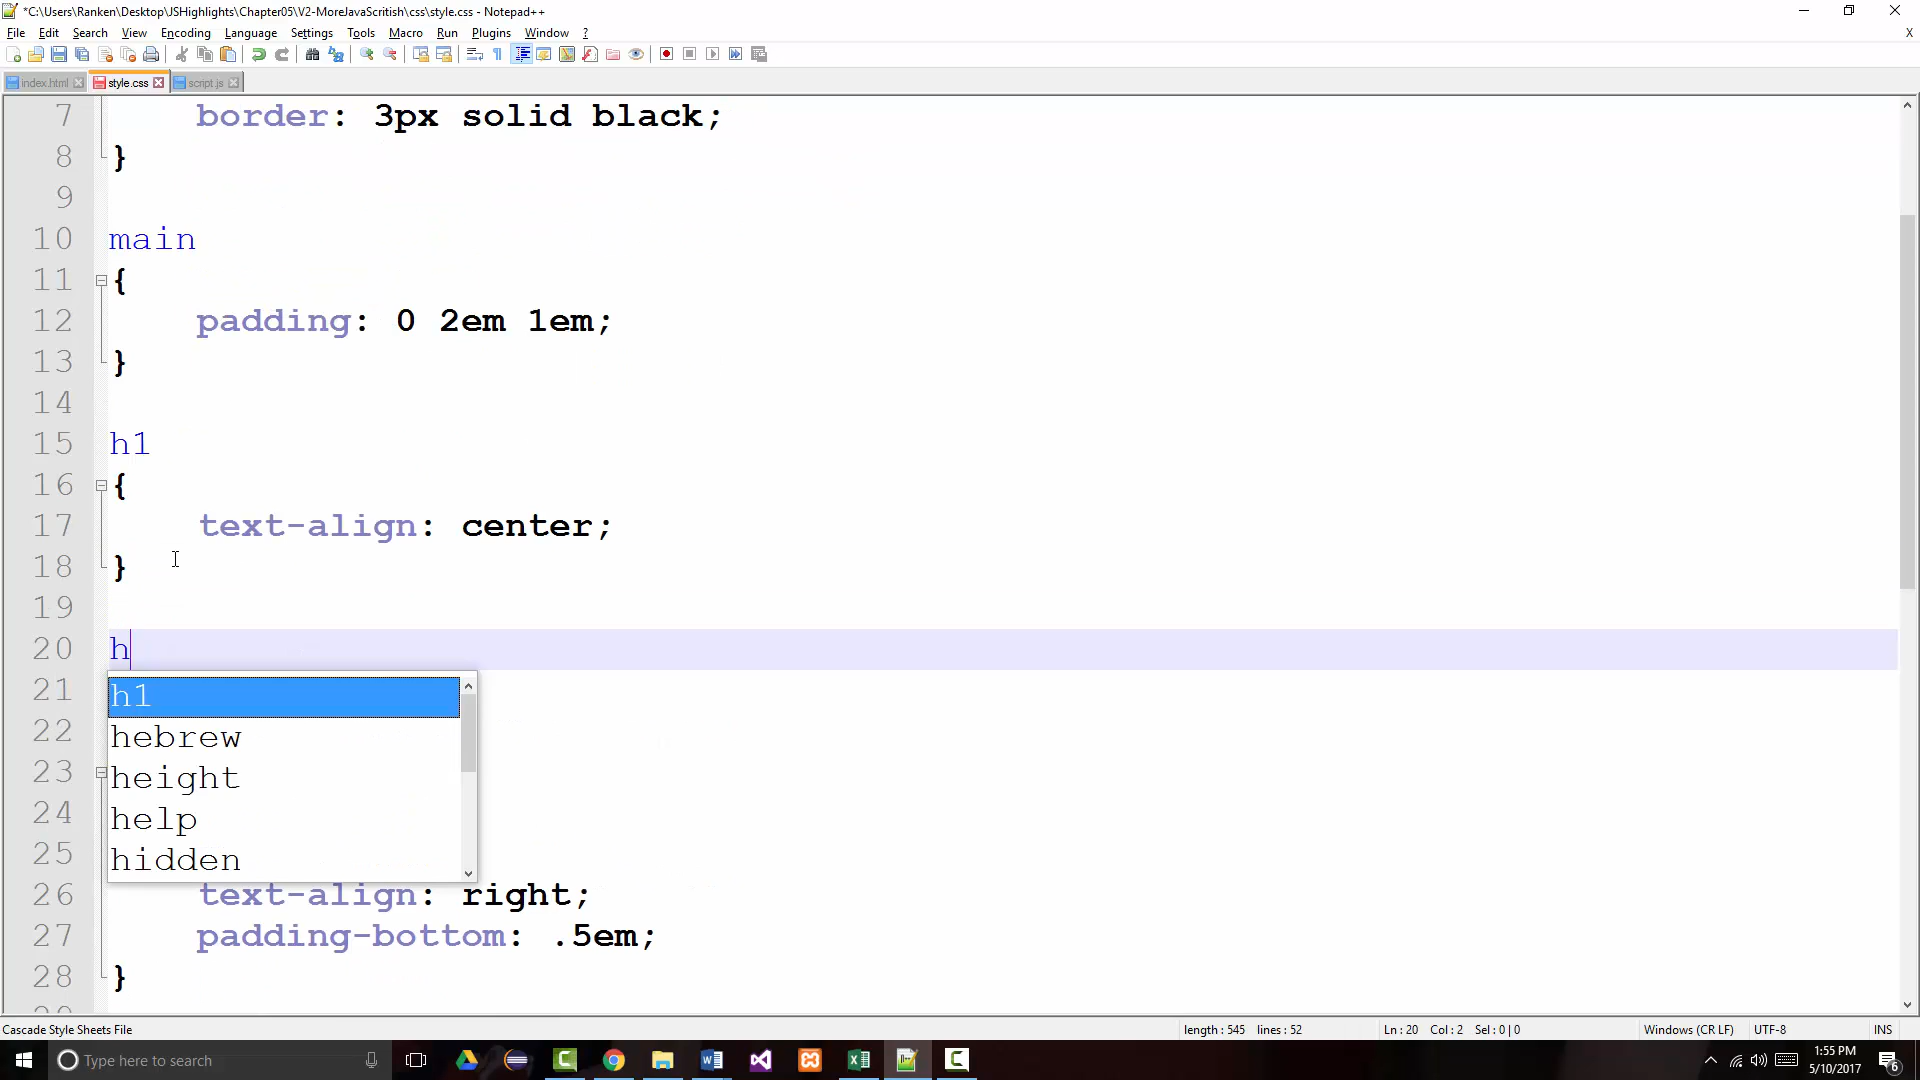 *C:\Users\Ranken\Desktop\JSHighlights\Chapter05\V2-MoreJavaScritish\css\style.css - Notepad++
File Edit Search View Encoding Language Settings Tools Macro Run Plugins Window ? X
index.html style.css script.js
7 border: 3px solid black;
8 }
9
10 main
11 {
12 padding: 0 2em 1em;
13 }
14
15 h1
16 {
17 text-align: center;
18 }
19
20 h
21 h1
22 hebrew
23 height
24 help
25 hidden
26 text-align: right;
27 padding-bottom: .5em;
28 }
Cascade Style Sheets File length : 545 lines : 52 Ln : 20 Col : 2 Sel : 0 | 0 Windows (CR LF) UTF-8 INS
Type here to search 1:55 PM
5/10/2017 6